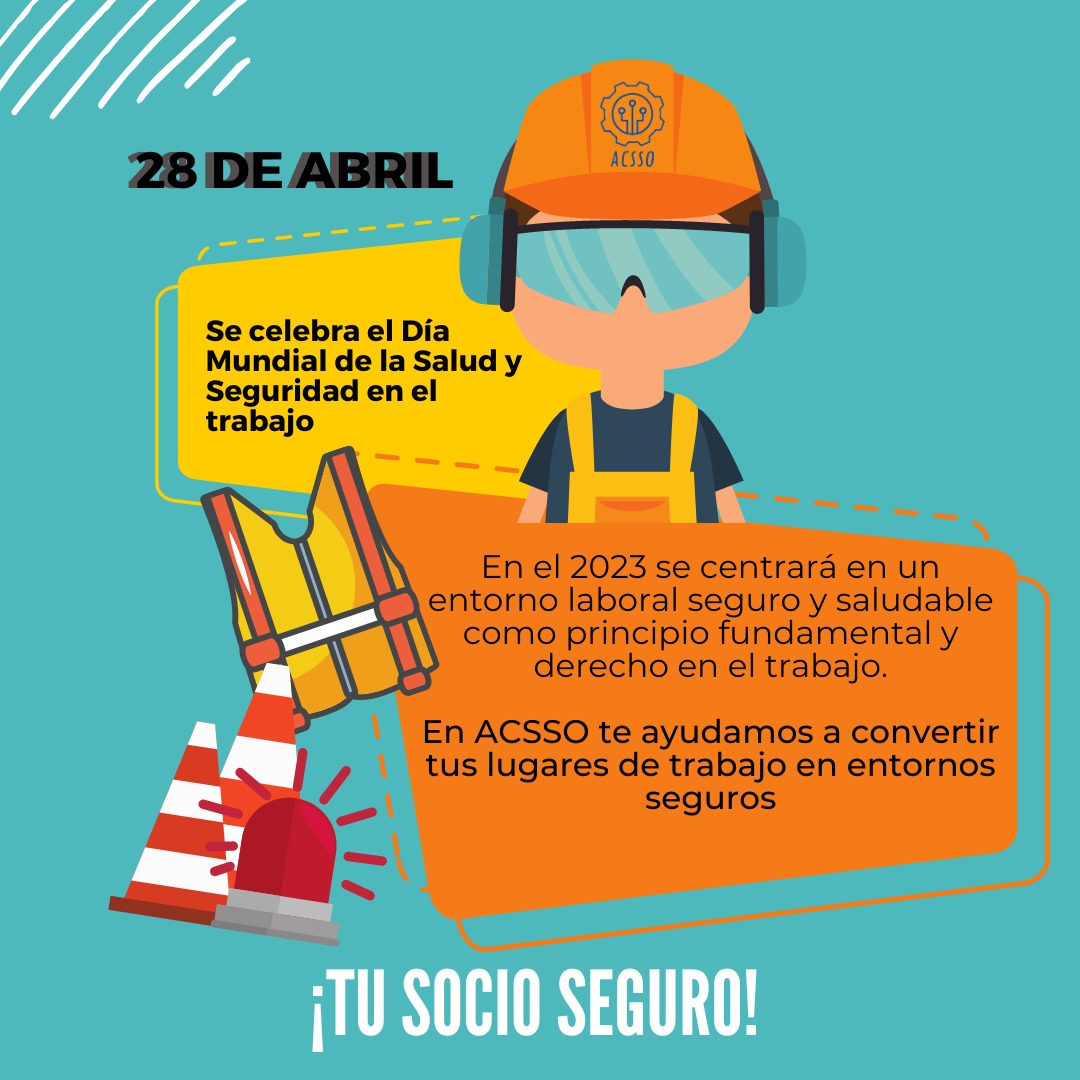 ACSSO
28 DE ABRIL
Se celebra el Día
Mundial de la Salud y
Seguridad en el
trabajo
En el 2023 se centrará en un
entorno laboral seguro y saludable
como principio fundamental y
derecho en el trabajo.
En ACSSO te ayudamos a convertir
tus lugares de trabajo en entornos
seguros
¡TU SOCIO SEGURO!